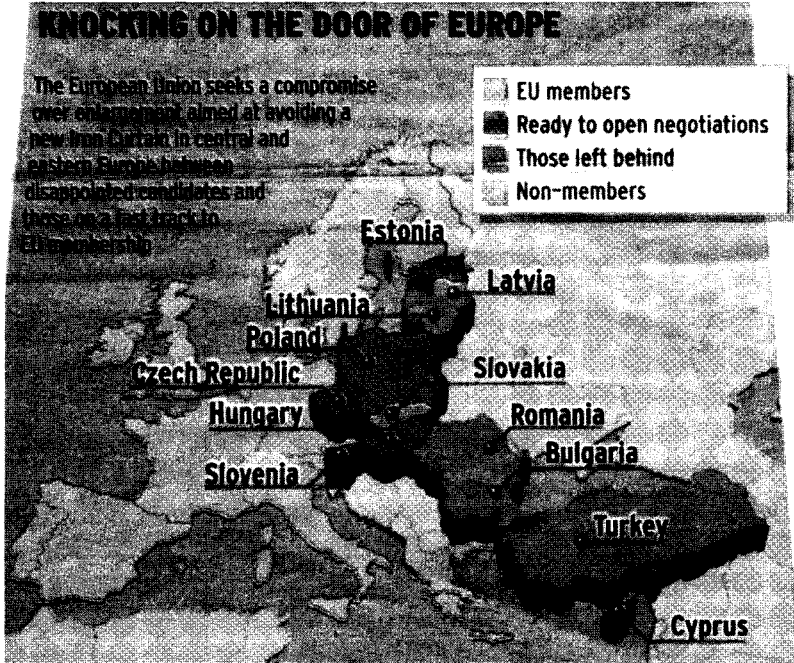 KNOCKING ON THE DOOR OF EUROPE
The European Union seeks a compromise
over enlargement aimed at avoiding a
new Iron Curtain in central and
eastern Europe between
disappointed candidates and
those on a fast track to
EU membership
EU members
Ready to open negotiations
Those left behind
Non-members
Estonia
Latvia
Lithuania
Poland
Czech Republic
Slovakia
Hungary
Romania
Bulgaria
Slovenia
Turkey
Cyprus